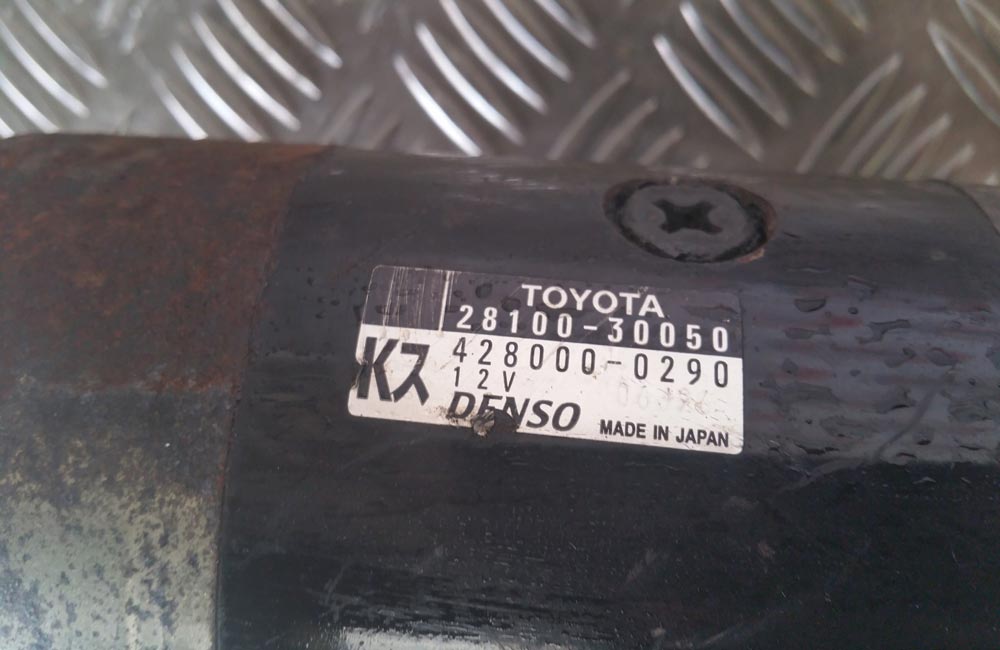 TOYOTA
28100-30050
Kス
428000-0290
12V
DENSO
MADE IN JAPAN